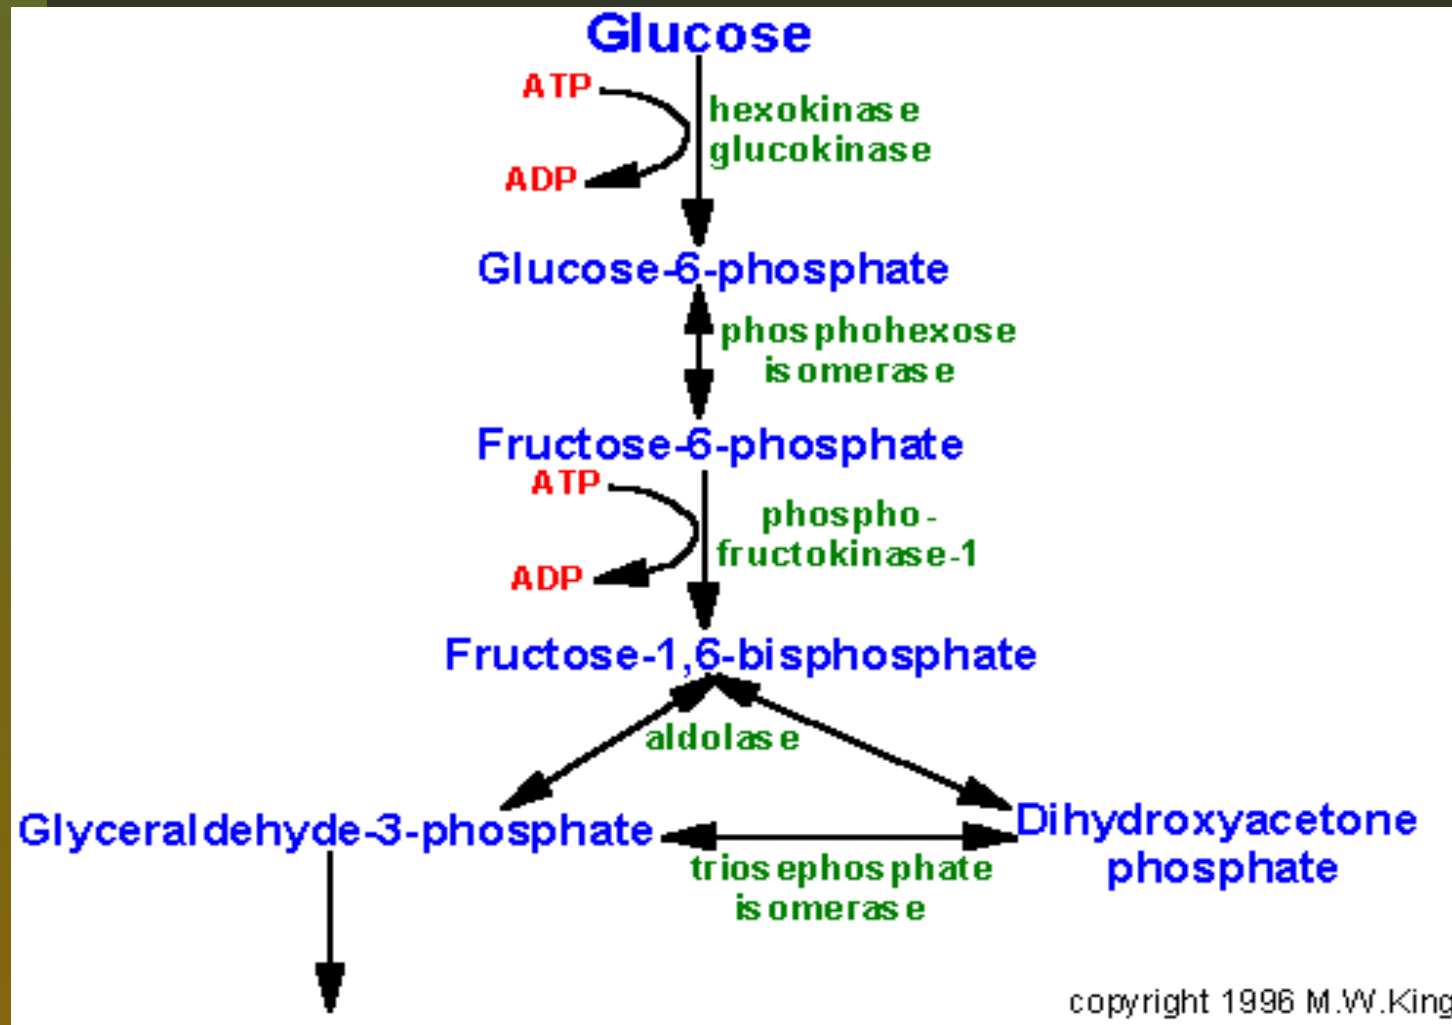 Glucose
ATP
hexokinase
glucokinase
ADP
Glucose-6-phosphate
phosphohexose
isomerase
Fructose-6-phosphate
ATP
phospho-
fructokinase-1
ADP
Fructose-1,6-bisphosphate
aldolase
Glyceraldehyde-3-phosphate
Dihydroxyacetone
phosphate
triosephosphate
isomerase
copyright 1996 M.W.King